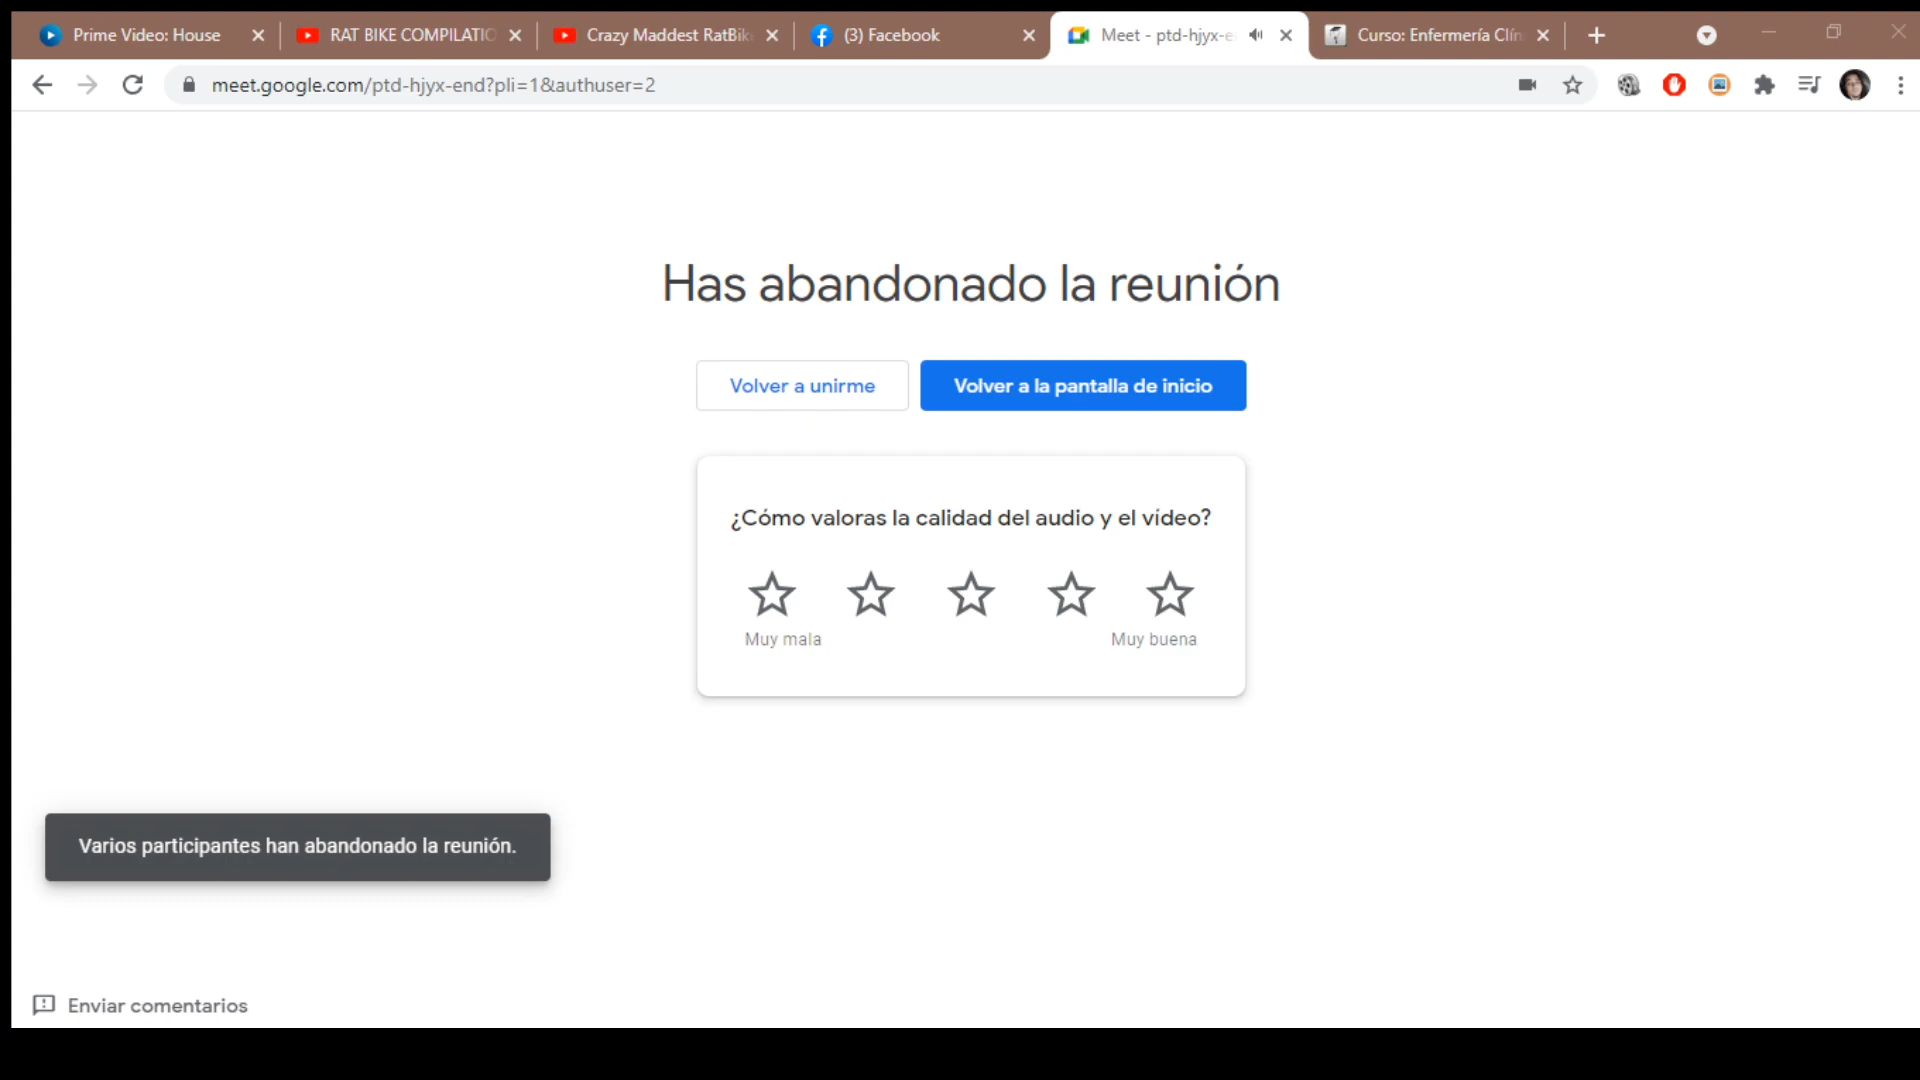 Prime Video: House
RAT BIKE COMPILATIO
Crazy Maddest RatBik
(3) Facebook
Meet - ptd-hjyx-e
Curso: Enfermería Clín
meet.google.com/ptd-hjyx-end?pli=1&authuser=2
Has abandonado la reunión
Volver a unirme
Volver a la pantalla de inicio
¿Cómo valoras la calidad del audio y el vídeo?
Muy mala
Muy buena
Varios participantes han abandonado la reunión.
Enviar comentarios